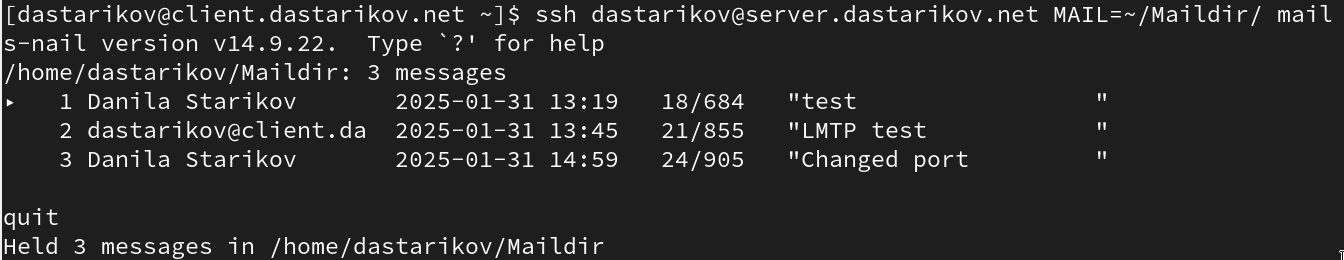 [dastarikov@client.dastarikov.net ~]$ ssh dastarikov@server.dastarikov.net MAIL=~/Maildir/ mail
s-nail version v14.9.22.  Type `?' for help
/home/dastarikov/Maildir: 3 messages
▸   1 Danila Starikov       2025-01-31 13:19   18/684   "test                 "
    2 dastarikov@client.da  2025-01-31 13:45   21/855   "LMTP test            "
    3 Danila Starikov       2025-01-31 14:59   24/905   "Changed port         "
quit
Held 3 messages in /home/dastarikov/Maildir